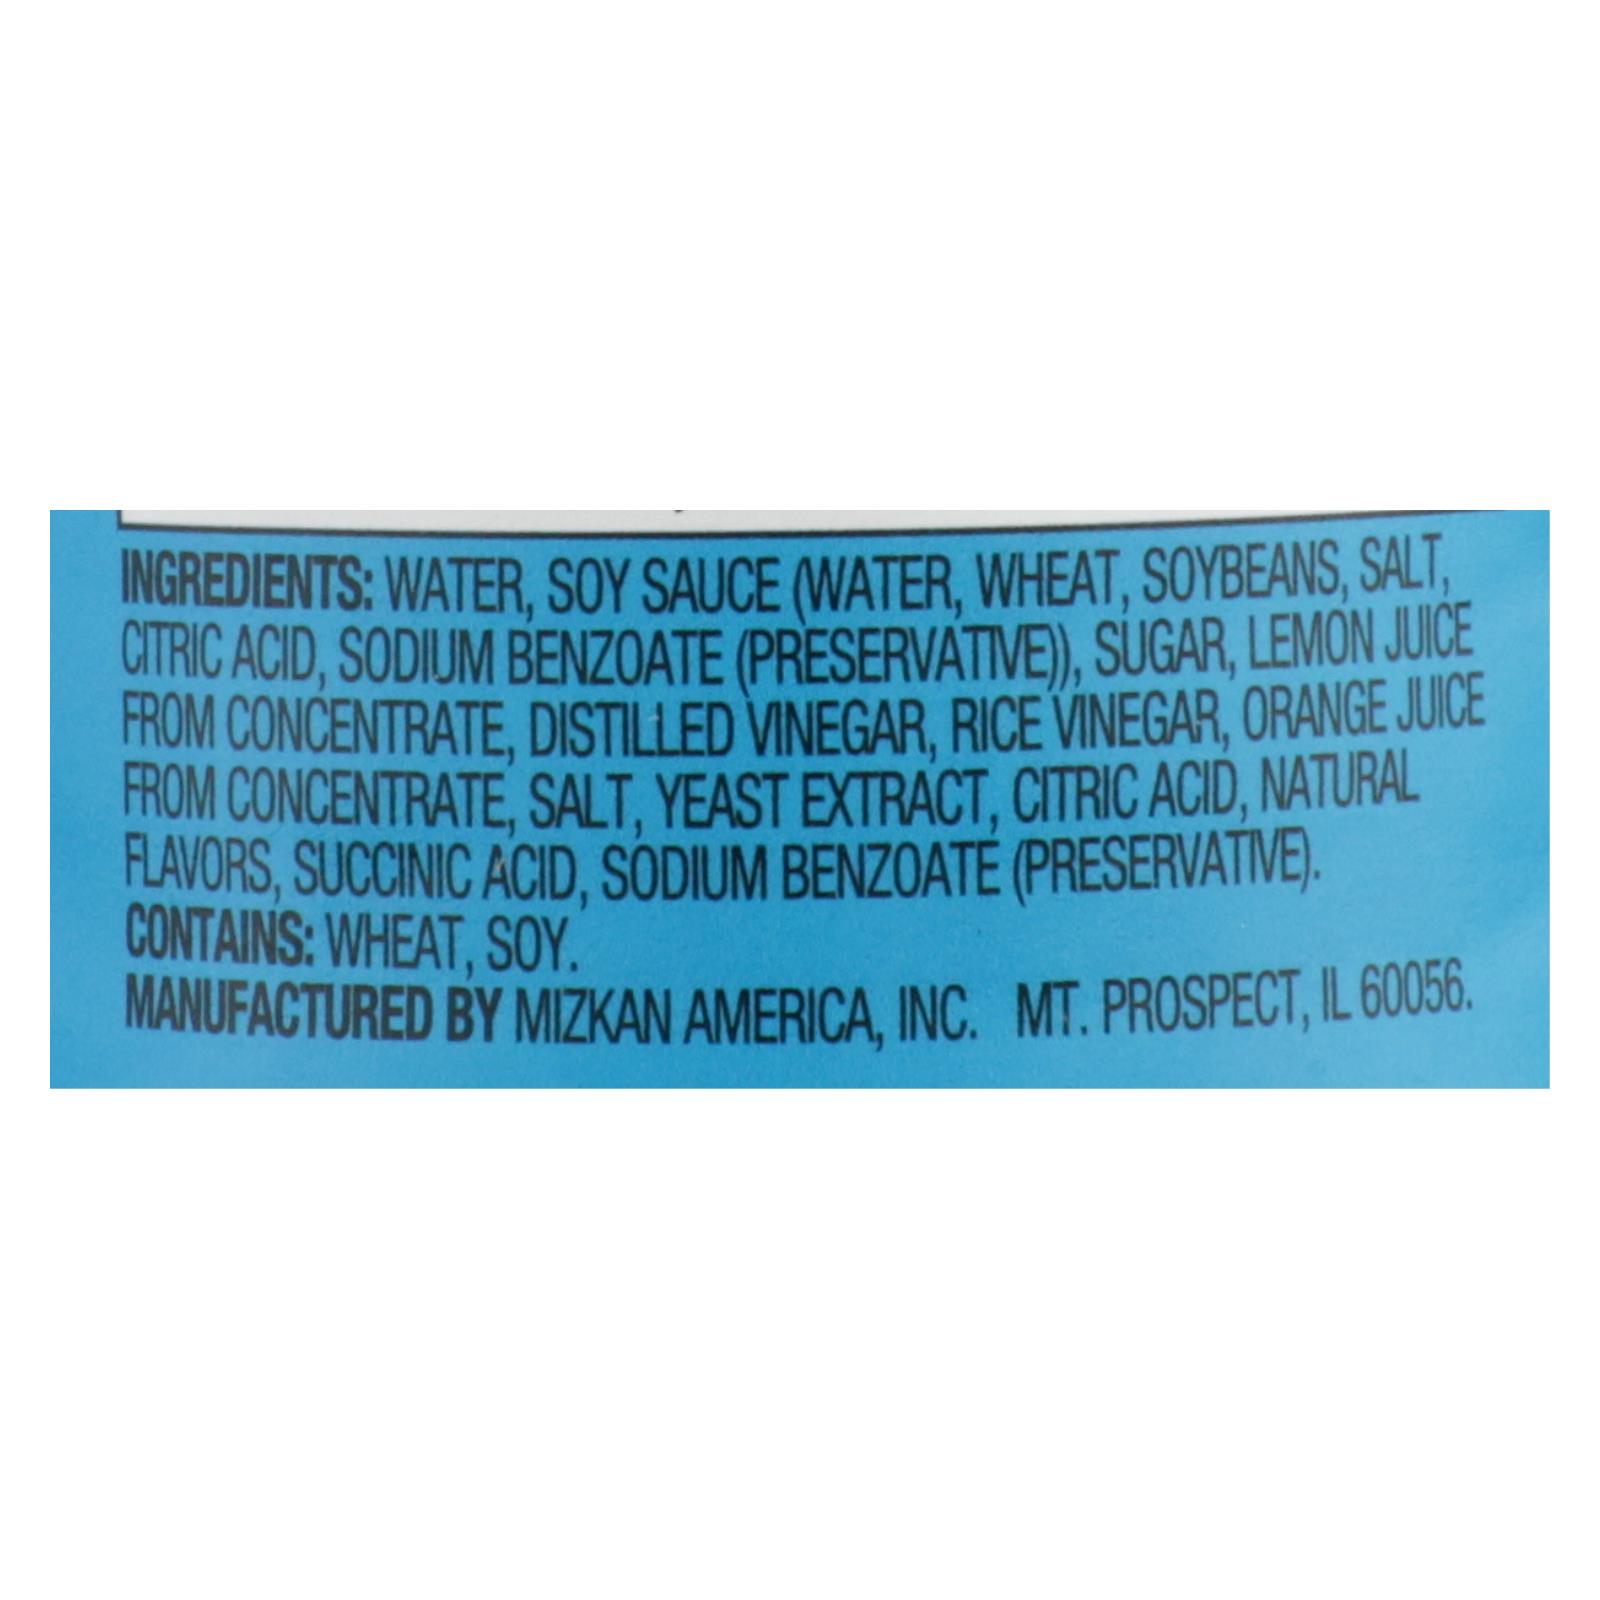 INGREDIENTS: WATER, SOY SAUCE (WATER, WHEAT, SOYBEANS, SALT,
CITRIC ACID, SODIUM BENZOATE (PRESERVATIVE)), SUGAR, LEMON JUICE
FROM CONCENTRATE, DISTILLED VINEGAR, RICE VINEGAR, ORANGE JUICE
FROM CONCENTRATE, SALT, YEAST EXTRACT, CITRIC ACID, NATURAL
FLAVORS, SUCCINIC ACID, SODIUM BENZOATE (PRESERVATIVE).
CONTAINS: WHEAT, SOY.
MANUFACTURED BY MIZKAN AMERICA, INC. MT. PROSPECT, IL 60056.